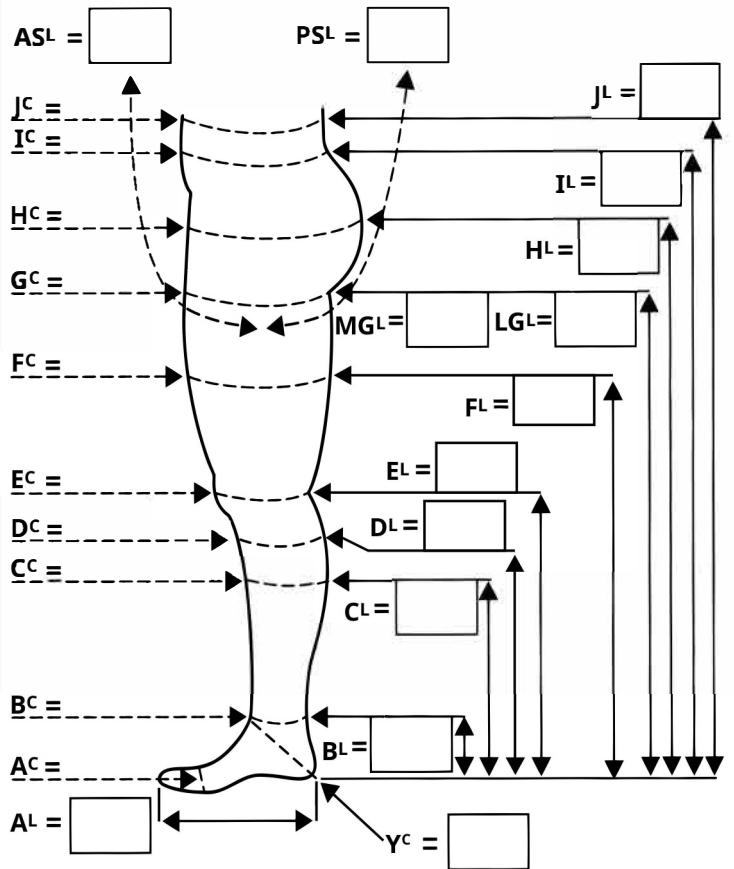 ASL =
PSL =
JL =
JC =
IC =
IL =
HC =
HL =
GC =
MGL=
LGL=
FC =
FL =
EL =
EC =
DL =
DC =
CC =
CL =
BC =
BL =
AC =
AL =
YC =